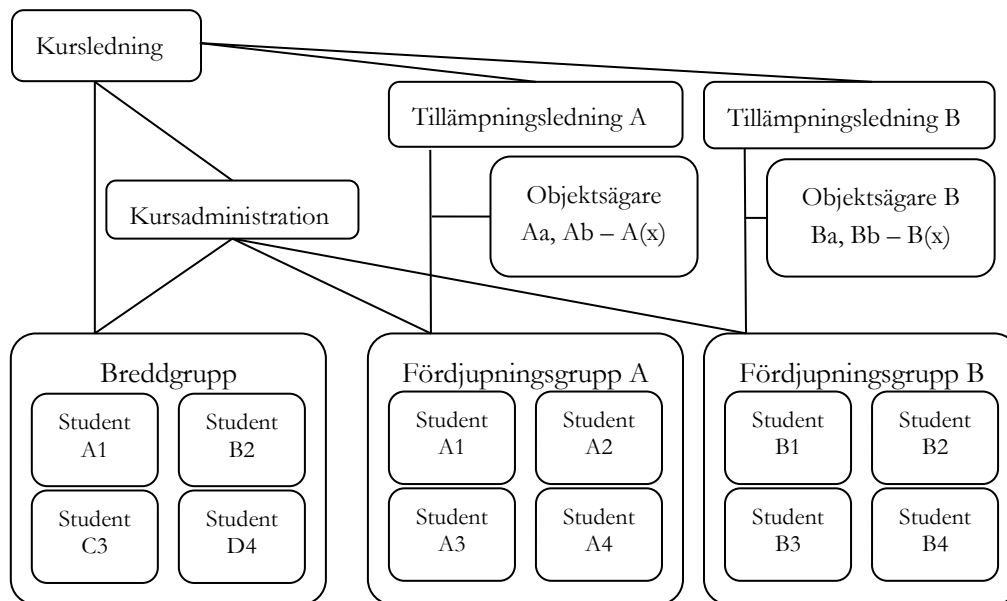 Kursledning
Tillämpningsledning A
Tillämpningsledning B
Objektsägare
Aa, Ab – A(x)
Objektsägare B
Ba, Bb – B(x)
Kursadministration
Breddgrupp
Student
A1
Student
B2
Student
C3
Student
D4
Fördjupningsgrupp A
Student
A1
Student
A2
Student
A3
Student
A4
Fördjupningsgrupp B
Student
B1
Student
B2
Student
B3
Student
B4